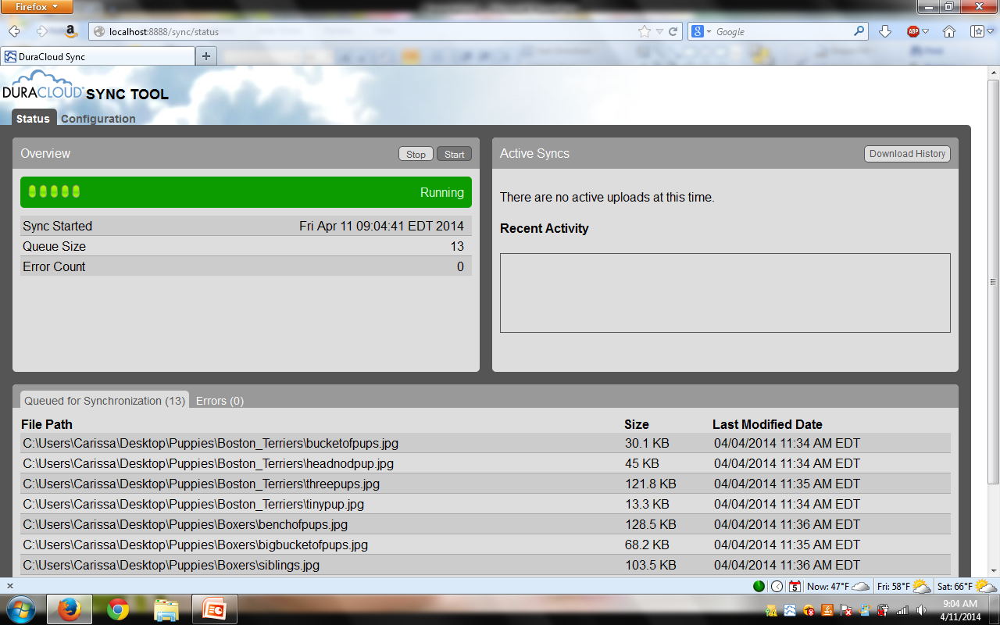 Firefox
localhost:8888/sync/status
Google
ABP
DuraCloud Sync
DURACLOUD SYNC TOOL
Status Configuration
Overview Stop Start
Running
Sync Started Fri Apr 11 09:04:41 EDT 2014
Queue Size 13
Error Count 0
Active Syncs Download History
There are no active uploads at this time.
Recent Activity
Queued for Synchronization (13) Errors (0)
File Path Size Last Modified Date
C:\Users\Carissa\Desktop\Puppies\Boston_Terriers\bucketofpups.jpg 30.1 KB 04/04/2014 11:34 AM EDT
C:\Users\Carissa\Desktop\Puppies\Boston_Terriers\headnodpup.jpg 45 KB 04/04/2014 11:34 AM EDT
C:\Users\Carissa\Desktop\Puppies\Boston_Terriers\threepups.jpg 121.8 KB 04/04/2014 11:35 AM EDT
C:\Users\Carissa\Desktop\Puppies\Boston_Terriers\tinypup.jpg 13.3 KB 04/04/2014 11:34 AM EDT
C:\Users\Carissa\Desktop\Puppies\Boxers\benchofpups.jpg 128.5 KB 04/04/2014 11:36 AM EDT
C:\Users\Carissa\Desktop\Puppies\Boxers\bigbucketofpups.jpg 68.2 KB 04/04/2014 11:35 AM EDT
C:\Users\Carissa\Desktop\Puppies\Boxers\siblings.jpg 103.5 KB 04/04/2014 11:36 AM EDT
5 Now: 47°F Fri: 58°F Sat: 66°F
9:04 AM
4/11/2014